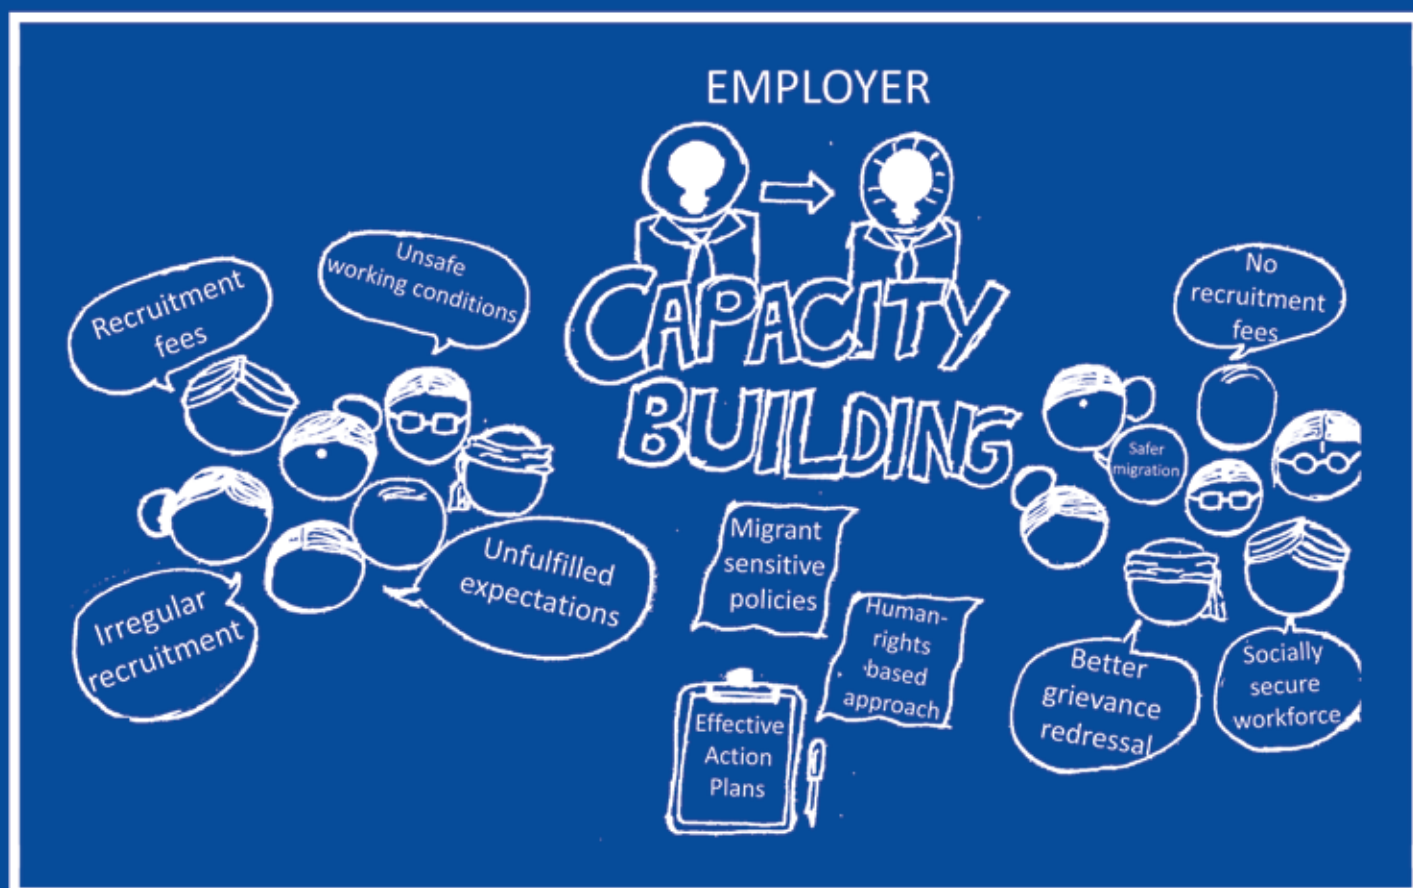 EMPLOYER
CAPACITY
BUILDING
Recruitment
fees
Unsafe
working conditions
Irregular
recruitment
Unfulfilled
expectations
Migrant
sensitive
policies
Human-
rights
based
approach
Effective
Action
Plans
No
recruitment
fees
Safer
migration
Better
grievance
redressal
Socially
secure
workforce